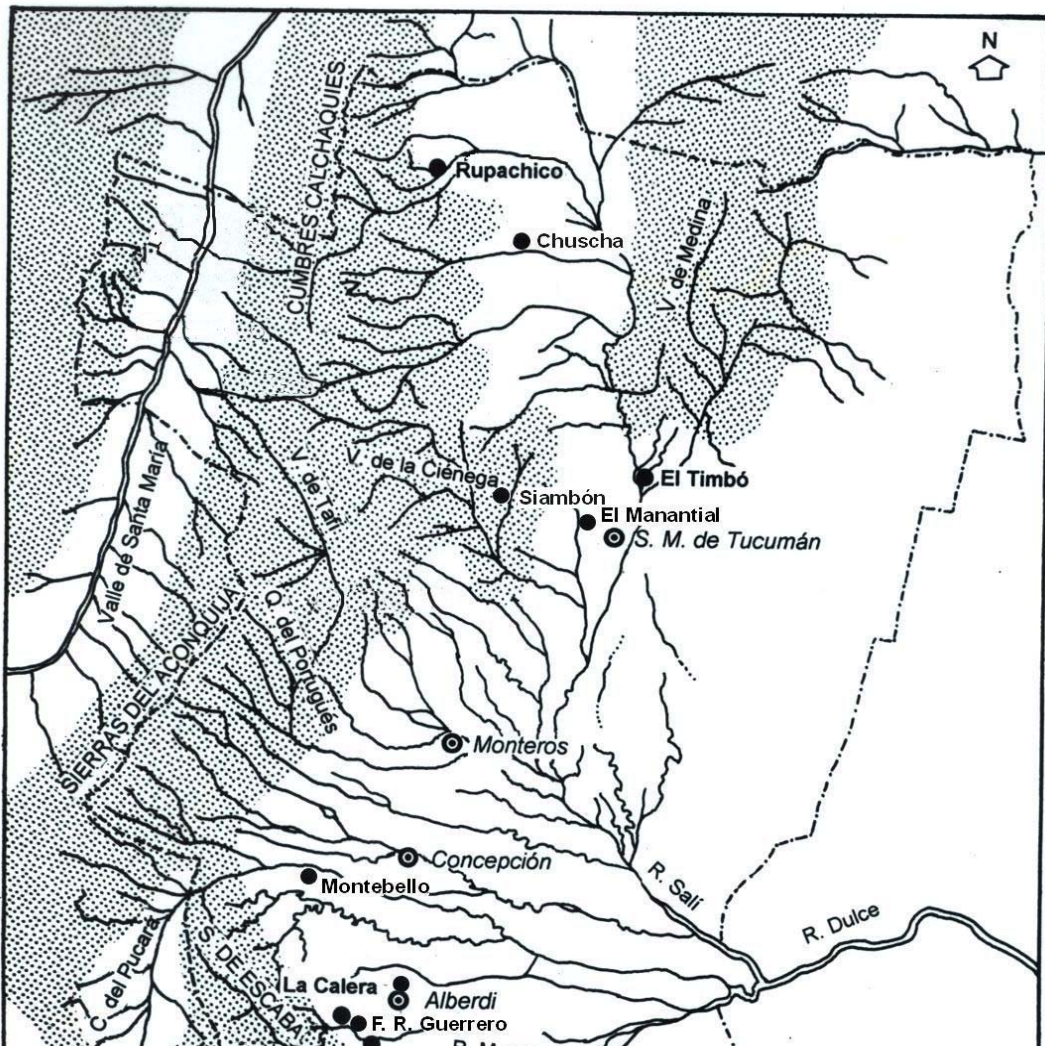 N
CUMBRES CALCHAQUIES
Rupachico
Chuscha
V. de Medina
V. de la Ciénega
El Timbó
Siambón
El Manantial
S. M. de Tucumán
V. de Tafí
Valle de Santa María
Q. del Portugués
SIERRAS DEL ACONQUIJA
Monteros
Concepción
Montebello
R. Salí
R. Dulce
C. del Pucará
S. DE ESCABA
La Calera
Alberdi
F. R. Guerrero